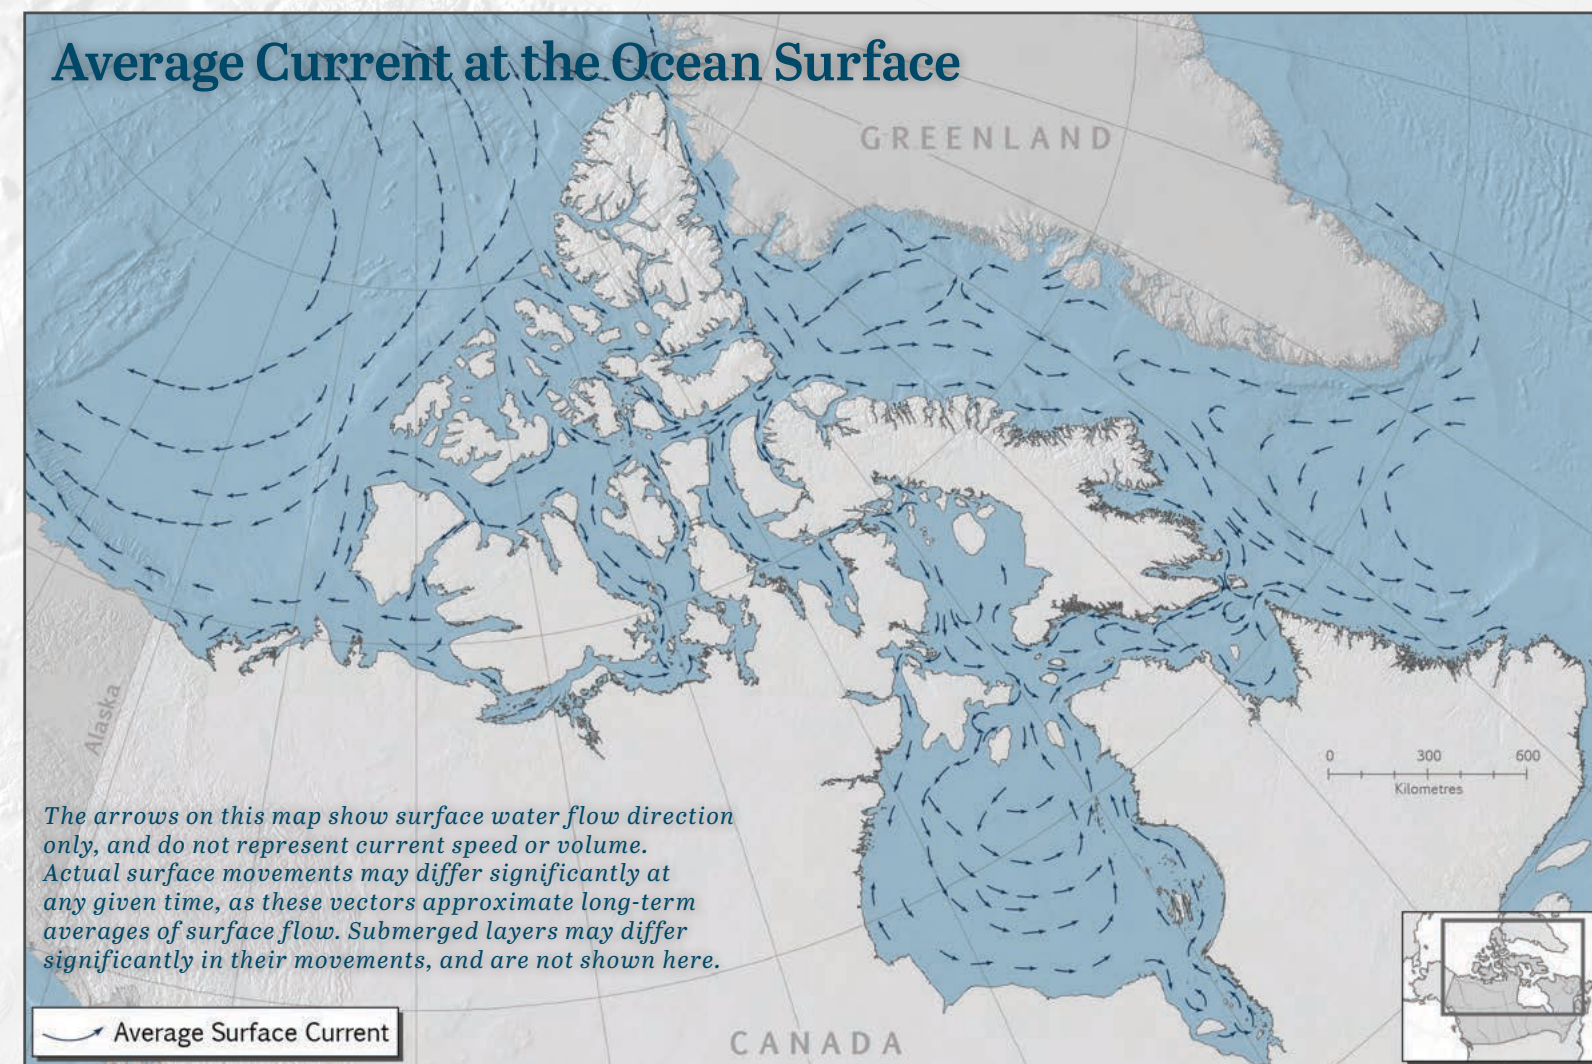 Average Current at the Ocean Surface
GREENLAND
Alaska
0 300 600
Kilometres
The arrows on this map show surface water flow direction
only, and do not represent current speed or volume.
Actual surface movements may differ significantly at
any given time, as these vectors approximate long-term
averages of surface flow. Submerged layers may differ
significantly in their movements, and are not shown here.
Average Surface Current
CANADA